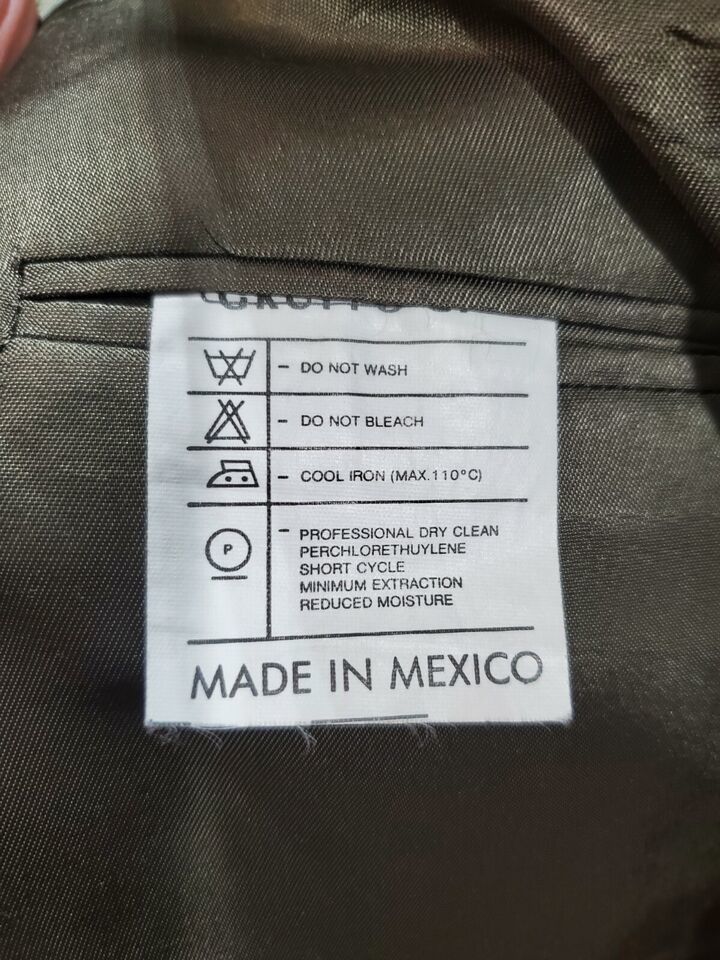 - DO NOT WASH
- DO NOT BLEACH
- COOL IRON (MAX.110°C)
P
- PROFESSIONAL DRY CLEAN
PERCHLORETHUYLENE
SHORT CYCLE
MINIMUM EXTRACTION
REDUCED MOISTURE
MADE IN MEXICO